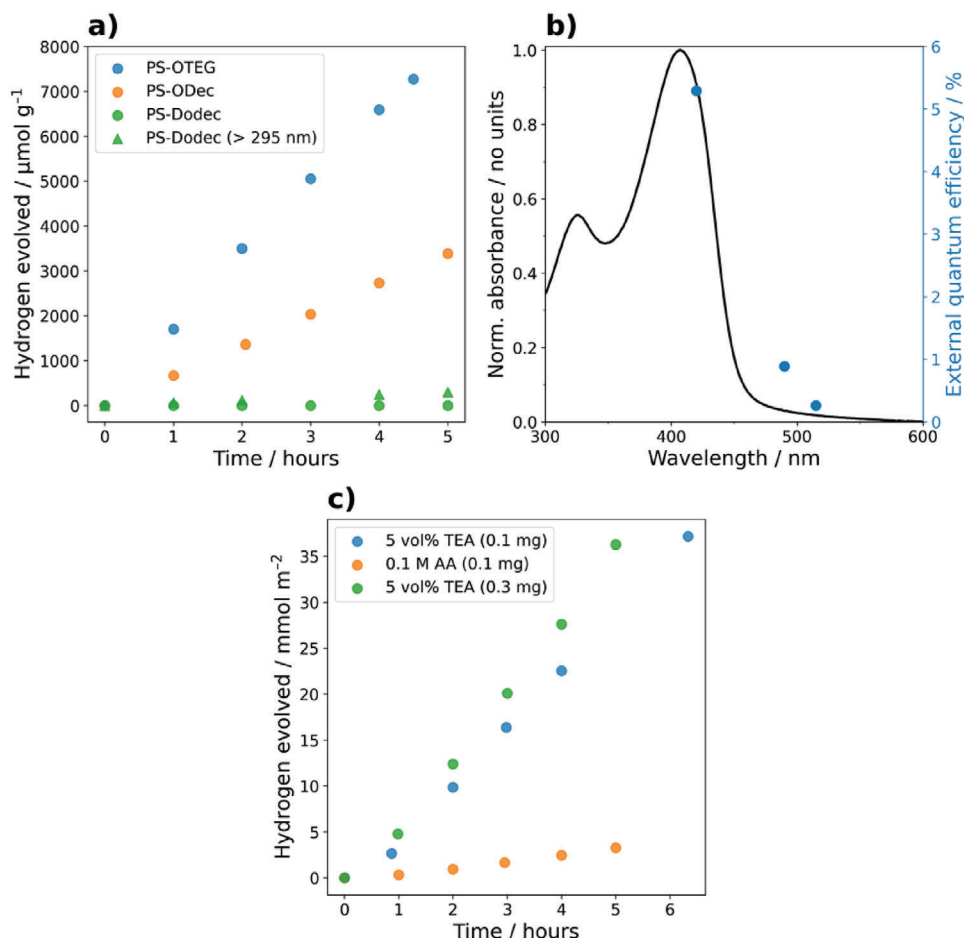 a)
8000
7000
6000
5000
4000
3000
2000
1000
0
Hydrogen evolved / μmol g⁻¹
PS-OTEG
PS-ODec
PS-Dodec
PS-Dodec (> 295 nm)
0 1 2 3 4 5
Time / hours
b)
1.0
0.8
0.6
0.4
0.2
0.0
Norm. absorbance / no units
6
5
4
3
2
1
0
External quantum efficiency / %
300 400 500 600
Wavelength / nm
c)
35
30
25
20
15
10
5
0
Hydrogen evolved / mmol m⁻²
5 vol% TEA (0.1 mg)
0.1 M AA (0.1 mg)
5 vol% TEA (0.3 mg)
0 1 2 3 4 5 6
Time / hours